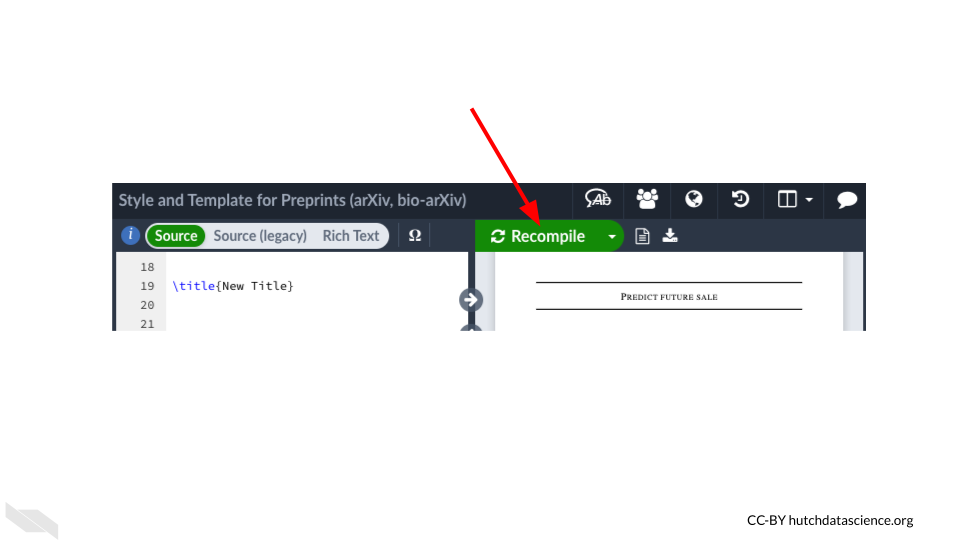 Style and Template for Preprints (arXiv, bio-arXiv)
Ab
i Source Source (legacy) Rich Text Ω Recompile
18
19 \title{New Title}
20
21
PREDICT FUTURE SALE
CC-BY hutchdatascience.org